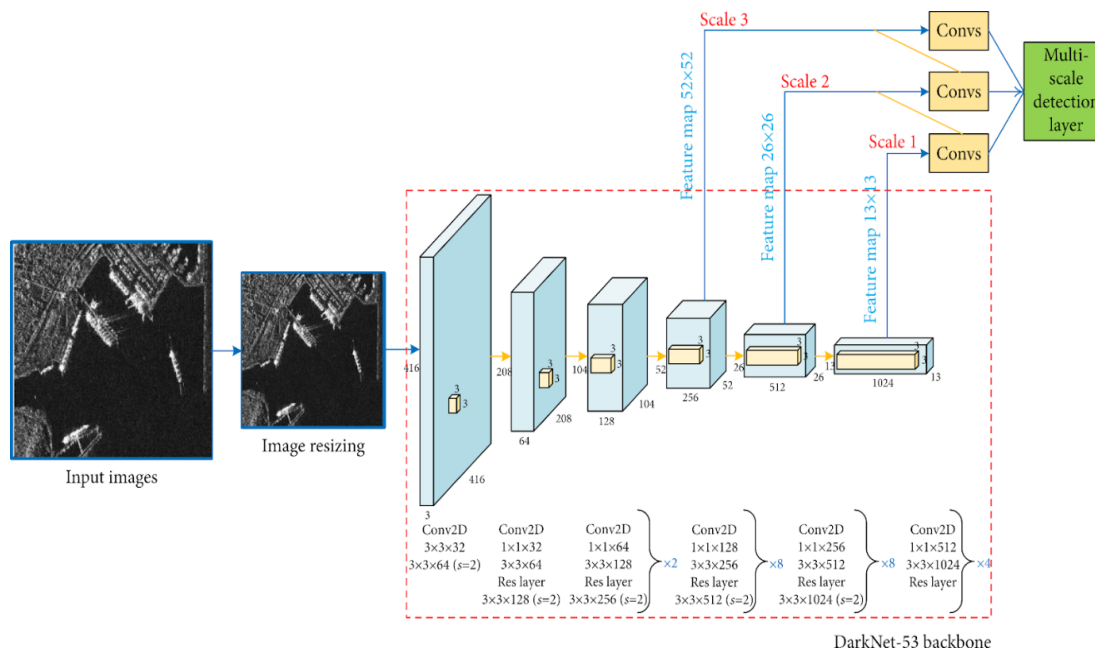 Scale 3
Convs
Feature map 52×52
Scale 2
Convs
Feature map 26×26
Scale 1
Convs
Feature map 13×13
Multi-
scale
detection
layer
Input images
Image resizing
416
3
3
416
3
208
3
3
208
64
104
3
3
104
128
52
3
3
52
256
26
3
3
26
512
13
3
3
13
1024
Conv2D
3×3×32
3×3×64 (s=2)
Conv2D
1×1×32
3×3×64
Res layer
3×3×128 (s=2)
Conv2D
1×1×64
3×3×128
Res layer
3×3×256 (s=2)
×2
Conv2D
1×1×128
3×3×256
Res layer
3×3×512 (s=2)
×8
Conv2D
1×1×256
3×3×512
Res layer
3×3×1024 (s=2)
×8
Conv2D
1×1×512
3×3×1024
Res layer
×4
DarkNet-53 backbone